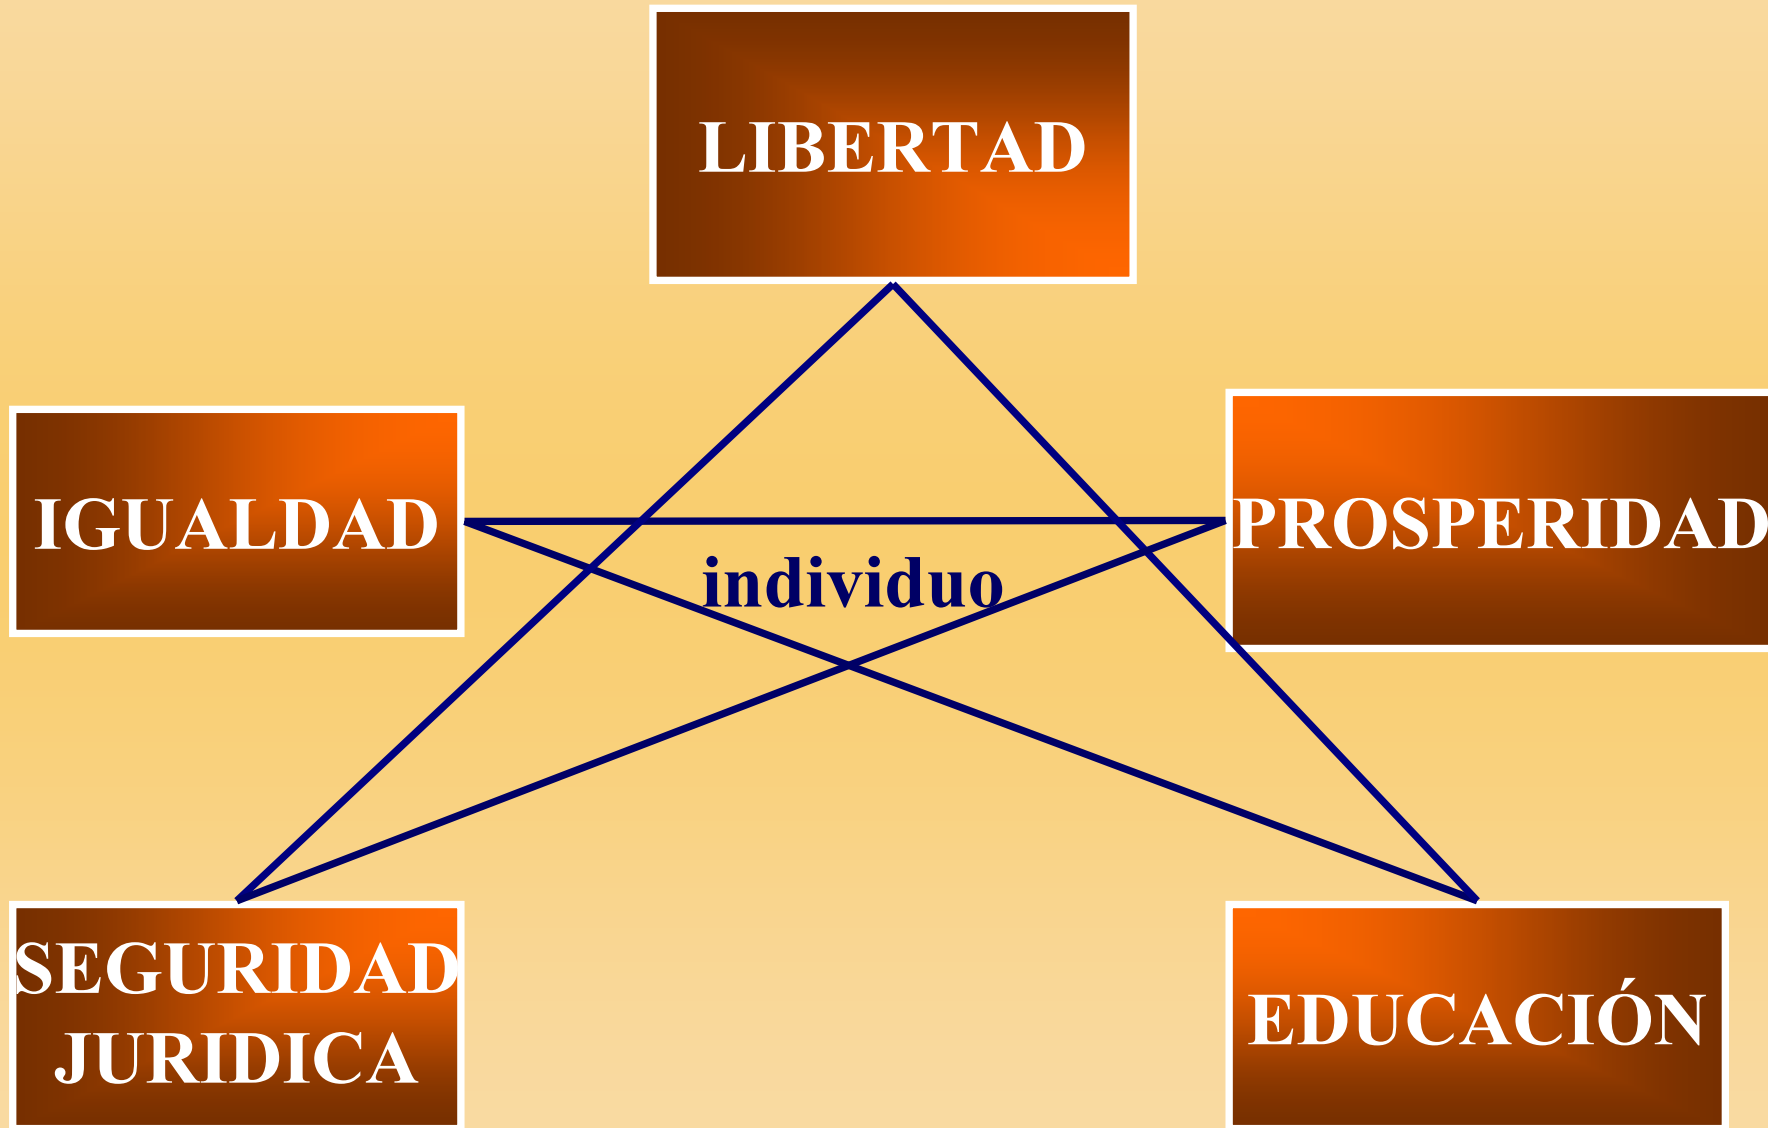 LIBERTAD
IGUALDAD
PROSPERIDAD
individuo
SEGURIDAD
JURIDICA
EDUCACIÓN